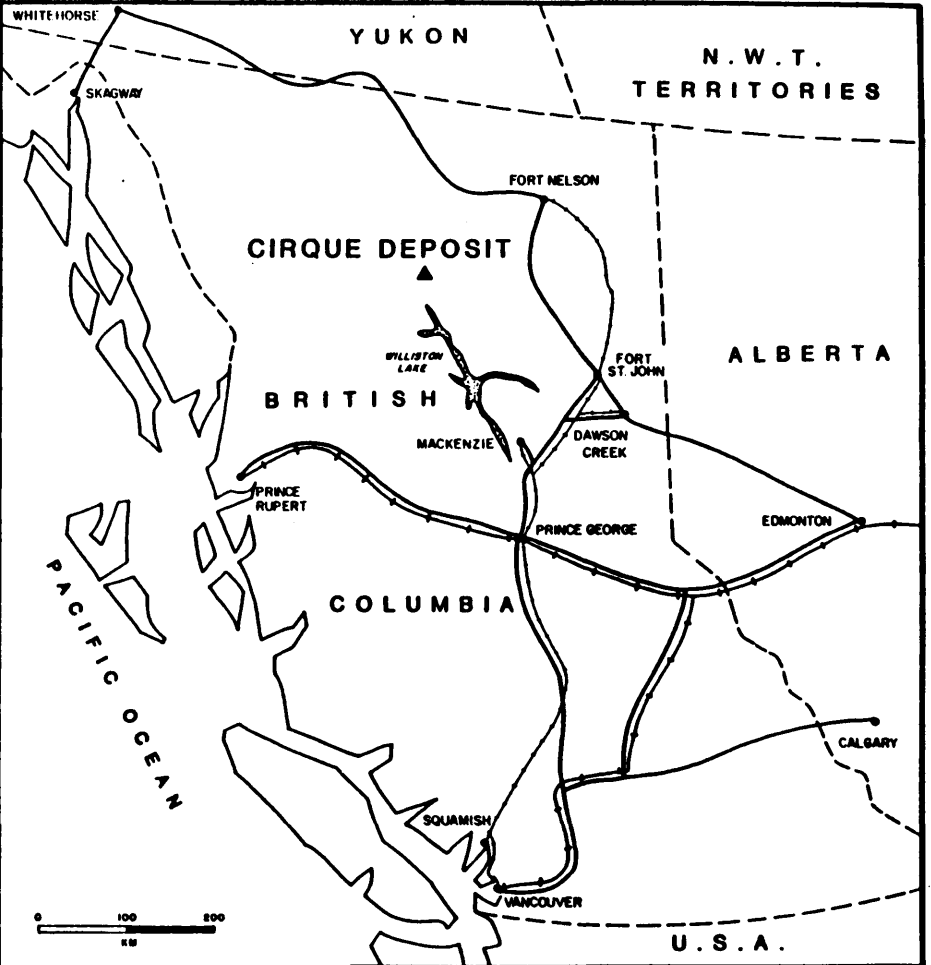 WHITEHORSE
YUKON
N.W.T.
TERRITORIES
SKAGWAY
FORT NELSON
CIRQUE DEPOSIT
WILLISTON
LAKE
FORT
ST. JOHN
ALBERTA
BRITISH
MACKENZIE
DAWSON
CREEK
PRINCE
RUPERT
PRINCE GEORGE
EDMONTON
COLUMBIA
PACIFIC OCEAN
CALGARY
SQUAMISH
VANCOUVER
0 100 200
KM
U.S.A.